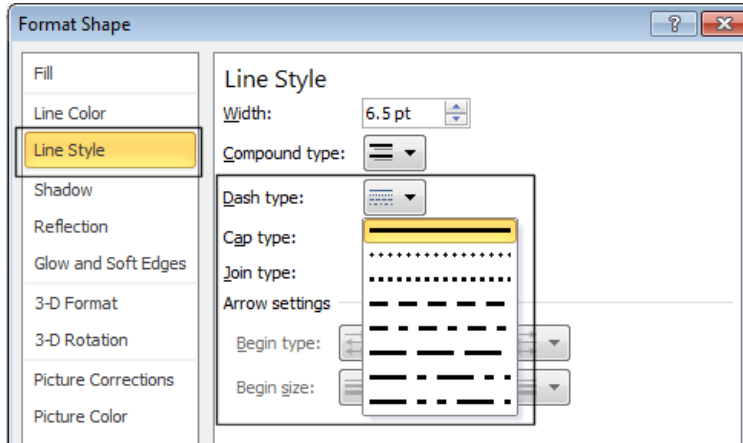 Format Shape
Fill
Line Color
Line Style
Shadow
Reflection
Glow and Soft Edges
3-D Format
3-D Rotation
Picture Corrections
Picture Color
Line Style
Width: 6.5 pt
Compound type:
Dash type:
Cap type:
Join type:
Arrow settings
Begin type:
Begin size: